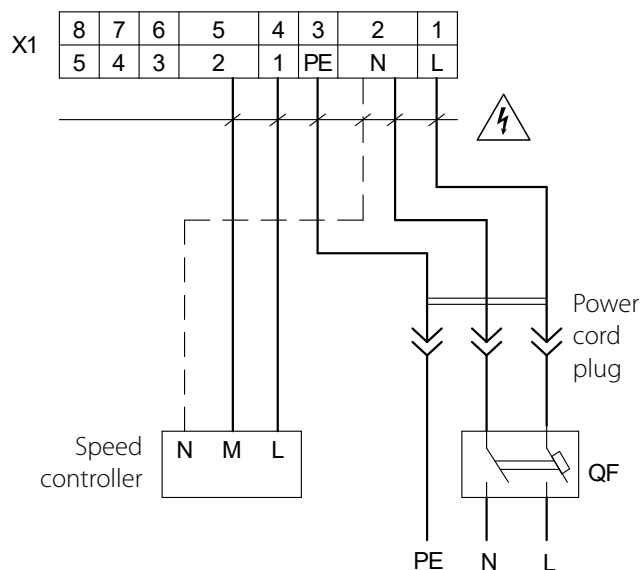 8 7 6 5 4 3 2 1
X1
5 4 3 2 1 PE N L
Power
cord
plug
Speed
controller
N M L
QF
PE N L